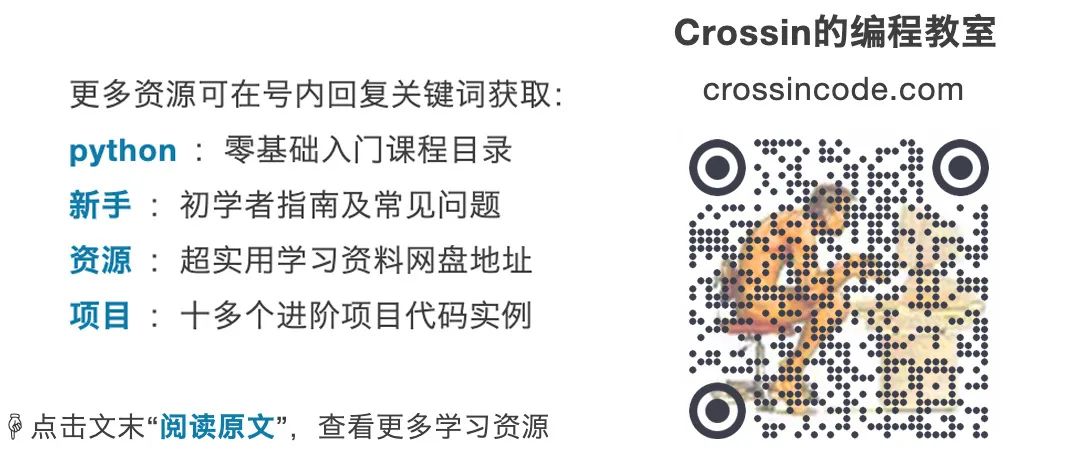 Crossin的编程教室
crossincode.com
更多资源可在号内回复关键词获取：
python ：零基础入门课程目录
新手 ：初学者指南及常见问题
资源 ：超实用学习资料网盘地址
项目 ：十多个进阶项目代码实例
点击文末“阅读原文”，查看更多学习资源